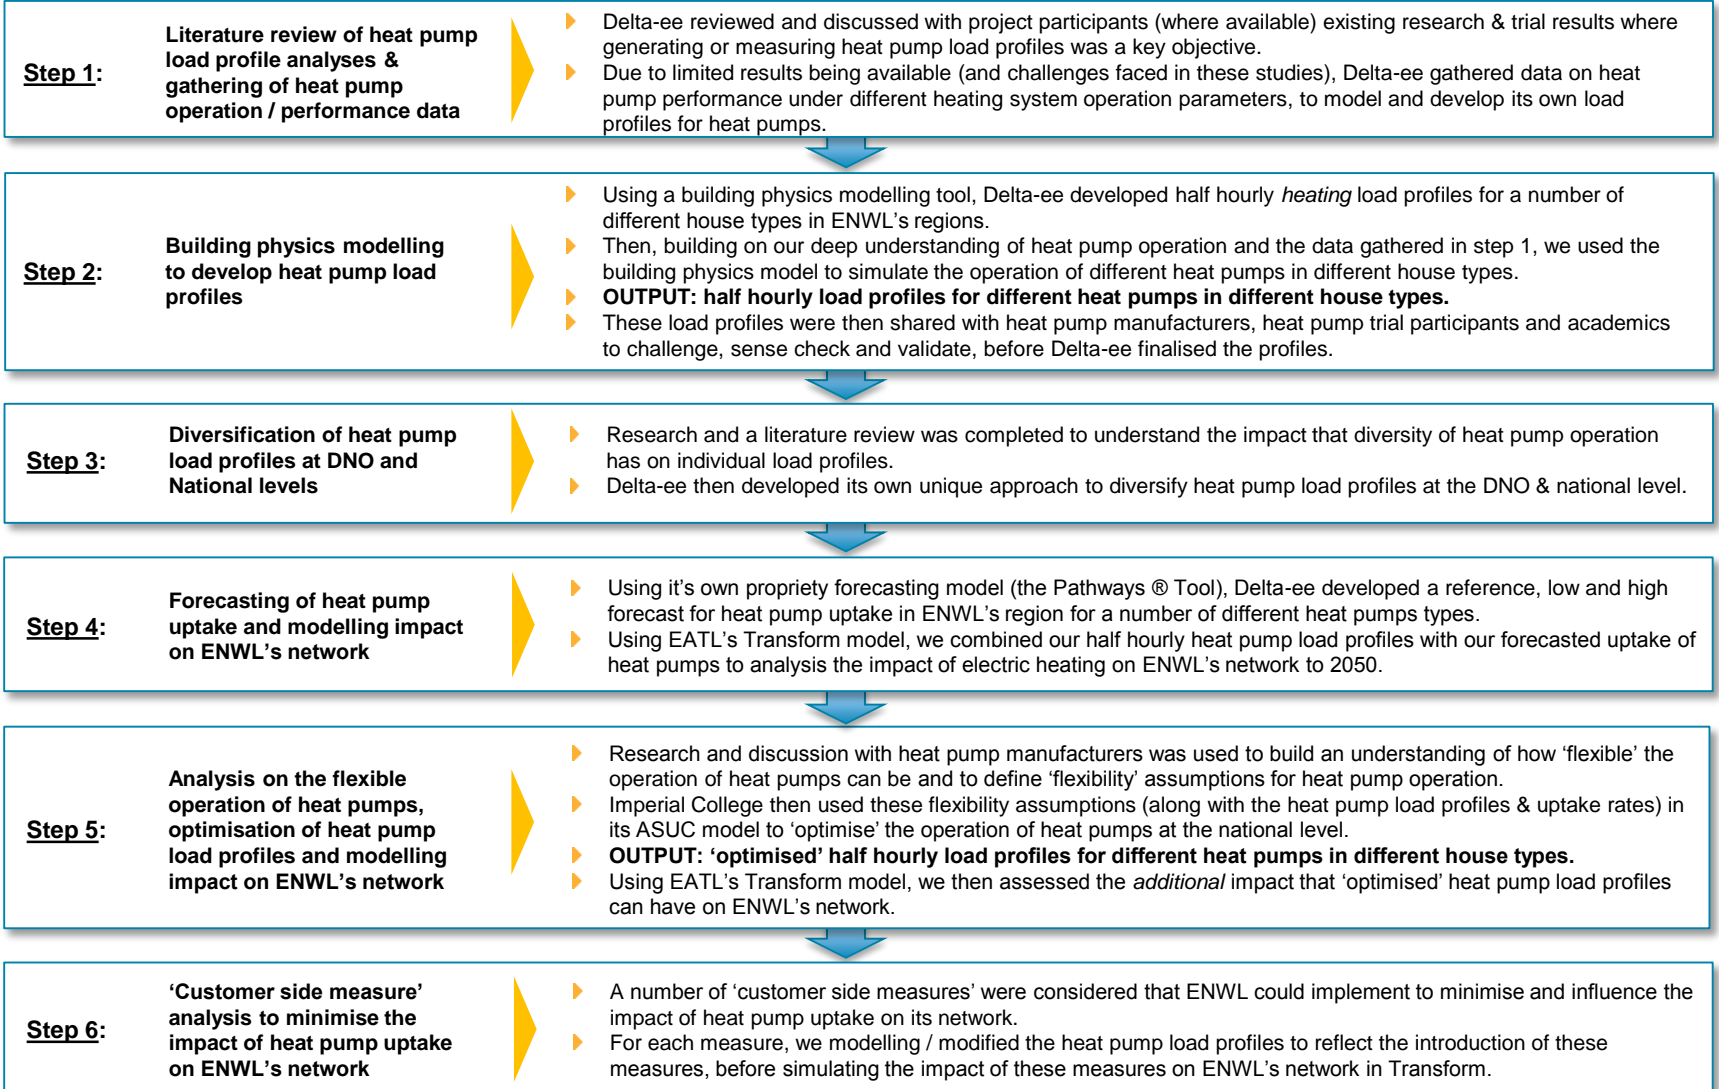 Step 1:
Literature review of heat pump
load profile analyses &
gathering of heat pump
operation / performance data
Delta-ee reviewed and discussed with project participants (where available) existing research & trial results where
generating or measuring heat pump load profiles was a key objective.
Due to limited results being available (and challenges faced in these studies), Delta-ee gathered data on heat
pump performance under different heating system operation parameters, to model and develop its own load
profiles for heat pumps.
Step 2:
Building physics modelling
to develop heat pump load
profiles
Using a building physics modelling tool, Delta-ee developed half hourly heating load profiles for a number of
different house types in ENWL's regions.
Then, building on our deep understanding of heat pump operation and the data gathered in step 1, we used the
building physics model to simulate the operation of different heat pumps in different house types.
OUTPUT: half hourly load profiles for different heat pumps in different house types.
These load profiles were then shared with heat pump manufacturers, heat pump trial participants and academics
to challenge, sense check and validate, before Delta-ee finalised the profiles.
Step 3:
Diversification of heat pump
load profiles at DNO and
National levels
Research and a literature review was completed to understand the impact that diversity of heat pump operation
has on individual load profiles.
Delta-ee then developed its own unique approach to diversify heat pump load profiles at the DNO & national level.
Step 4:
Forecasting of heat pump
uptake and modelling impact
on ENWL's network
Using it's own propriety forecasting model (the Pathways ® Tool), Delta-ee developed a reference, low and high
forecast for heat pump uptake in ENWL's region for a number of different heat pumps types.
Using EATL's Transform model, we combined our half hourly heat pump load profiles with our forecasted uptake of
heat pumps to analysis the impact of electric heating on ENWL's network to 2050.
Step 5:
Analysis on the flexible
operation of heat pumps,
optimisation of heat pump
load profiles and modelling
impact on ENWL's network
Research and discussion with heat pump manufacturers was used to build an understanding of how 'flexible' the
operation of heat pumps can be and to define 'flexibility' assumptions for heat pump operation.
Imperial College then used these flexibility assumptions (along with the heat pump load profiles & uptake rates) in
its ASUC model to 'optimise' the operation of heat pumps at the national level.
OUTPUT: 'optimised' half hourly load profiles for different heat pumps in different house types.
Using EATL's Transform model, we then assessed the additional impact that 'optimised' heat pump load profiles
can have on ENWL's network.
Step 6:
'Customer side measure'
analysis to minimise the
impact of heat pump uptake
on ENWL's network
A number of 'customer side measures' were considered that ENWL could implement to minimise and influence the
impact of heat pump uptake on its network.
For each measure, we modelling / modified the heat pump load profiles to reflect the introduction of these
measures, before simulating the impact of these measures on ENWL's network in Transform.